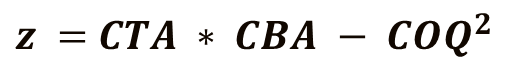 z = CTA * CBA − COQ²